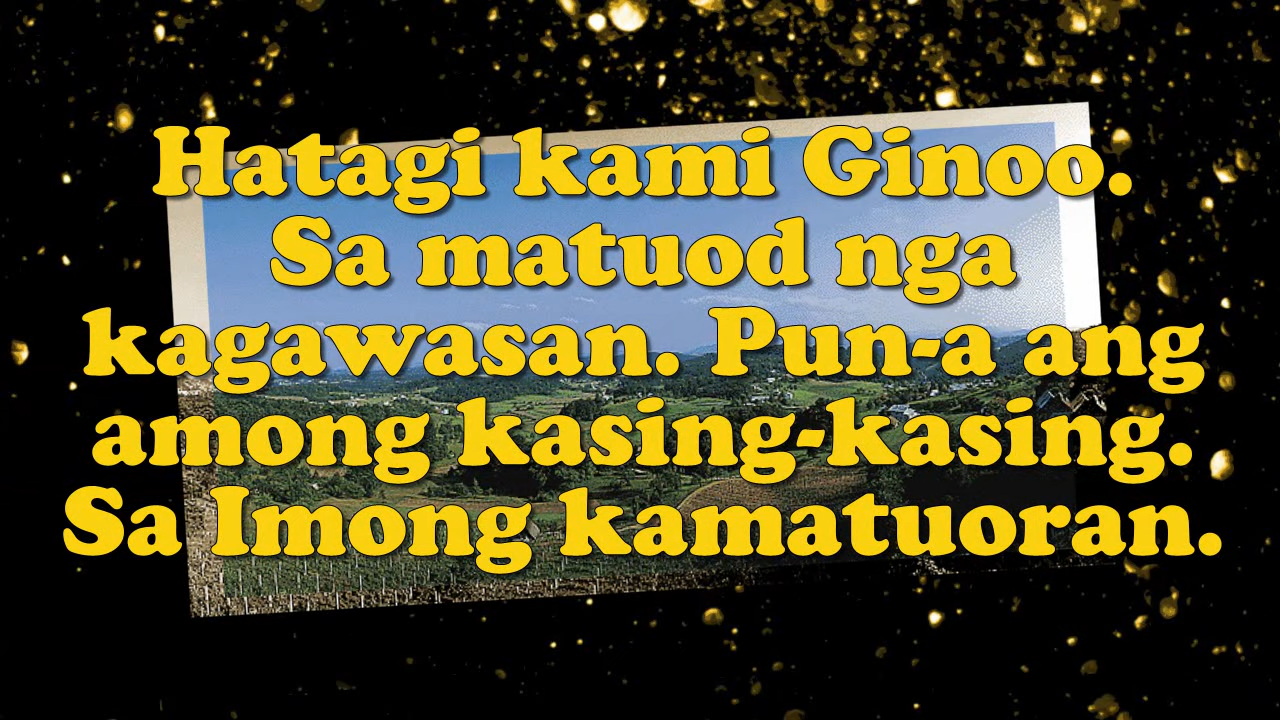 Hatagi kami Ginoo.
Sa matuod nga
kagawasan. Pun-a ang
among kasing-kasing.
Sa Imong kamatuoran.